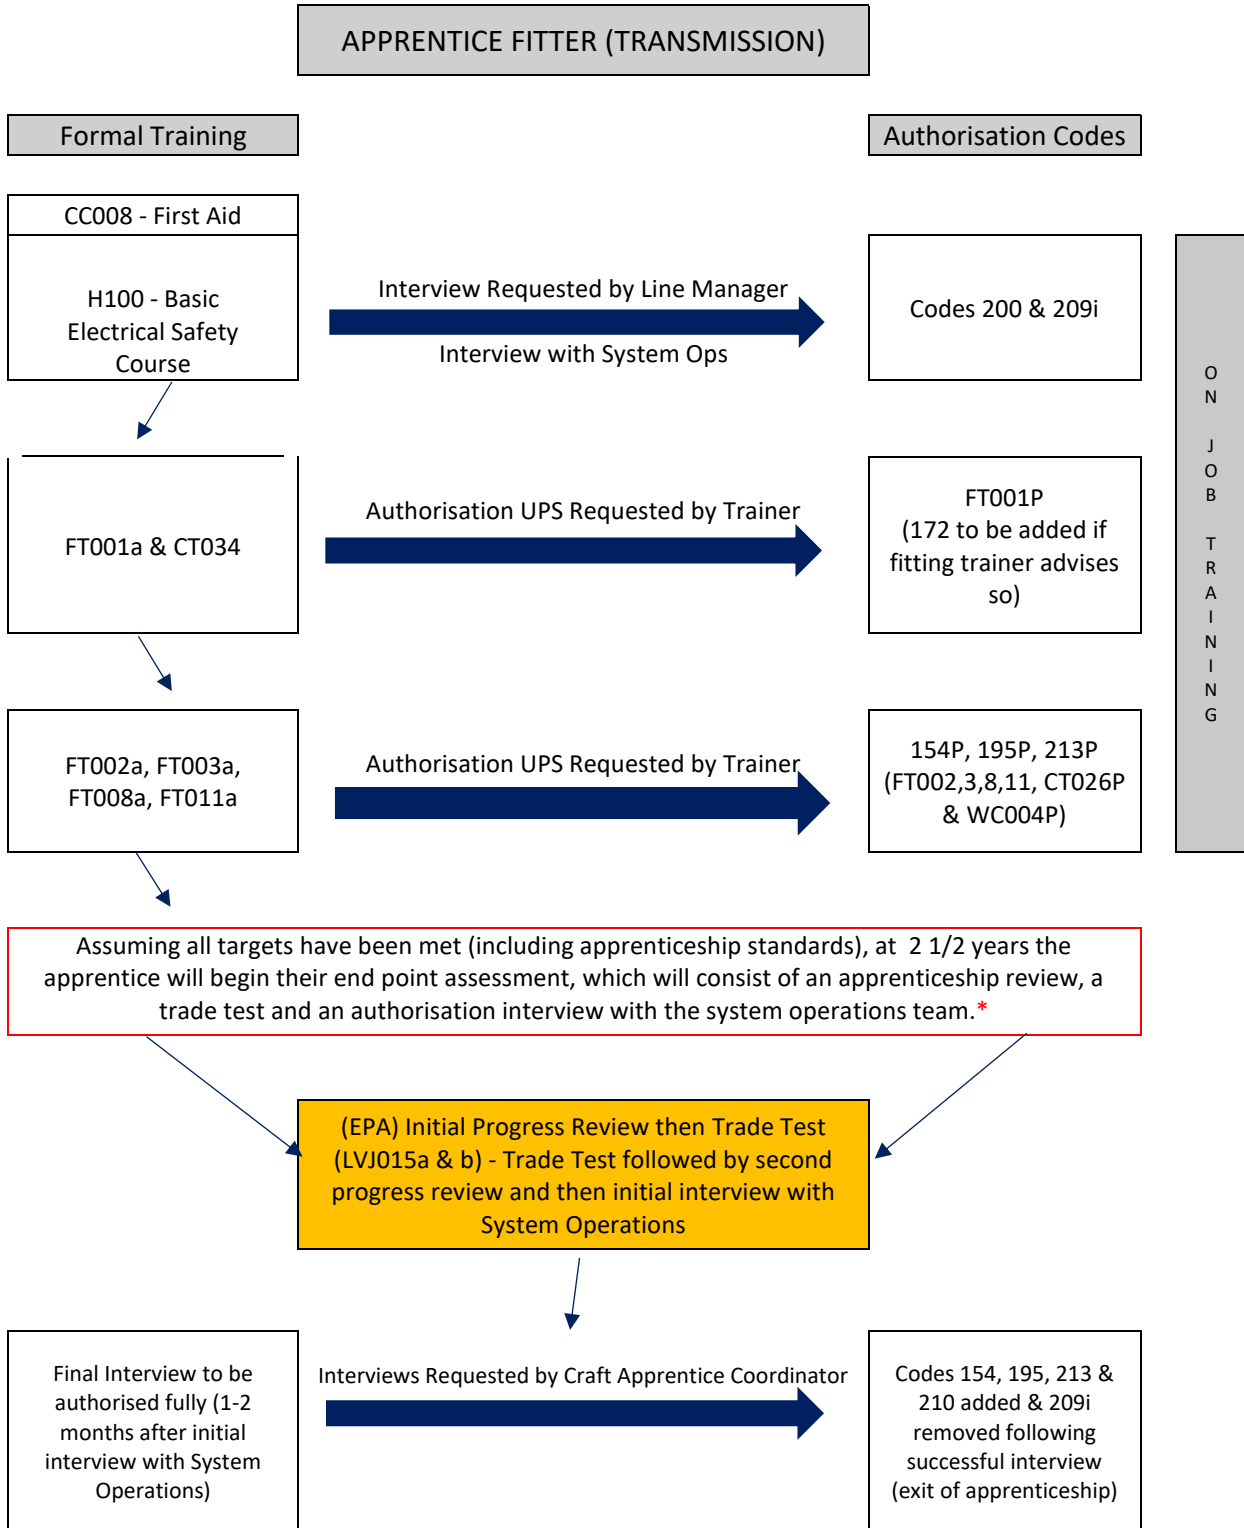 APPRENTICE FITTER (TRANSMISSION)
Formal Training
Authorisation Codes
CC008 - First Aid
H100 - Basic
Electrical Safety
Course
Interview Requested by Line Manager
Interview with System Ops
Codes 200 & 209i
ON JOB TRAINING
FT001a & CT034
Authorisation UPS Requested by Trainer
FT001P
(172 to be added if
fitting trainer advises
so)
FT002a, FT003a,
FT008a, FT011a
Authorisation UPS Requested by Trainer
154P, 195P, 213P
(FT002,3,8,11, CT026P
& WC004P)
Assuming all targets have been met (including apprenticeship standards), at 2 1/2 years the
apprentice will begin their end point assessment, which will consist of an apprenticeship review, a
trade test and an authorisation interview with the system operations team.*
(EPA) Initial Progress Review then Trade Test
(LVJ015a & b) - Trade Test followed by second
progress review and then initial interview with
System Operations
Final Interview to be
authorised fully (1-2
months after initial
interview with System
Operations)
Interviews Requested by Craft Apprentice Coordinator
Codes 154, 195, 213 &
210 added & 209i
removed following
successful interview
(exit of apprenticeship)